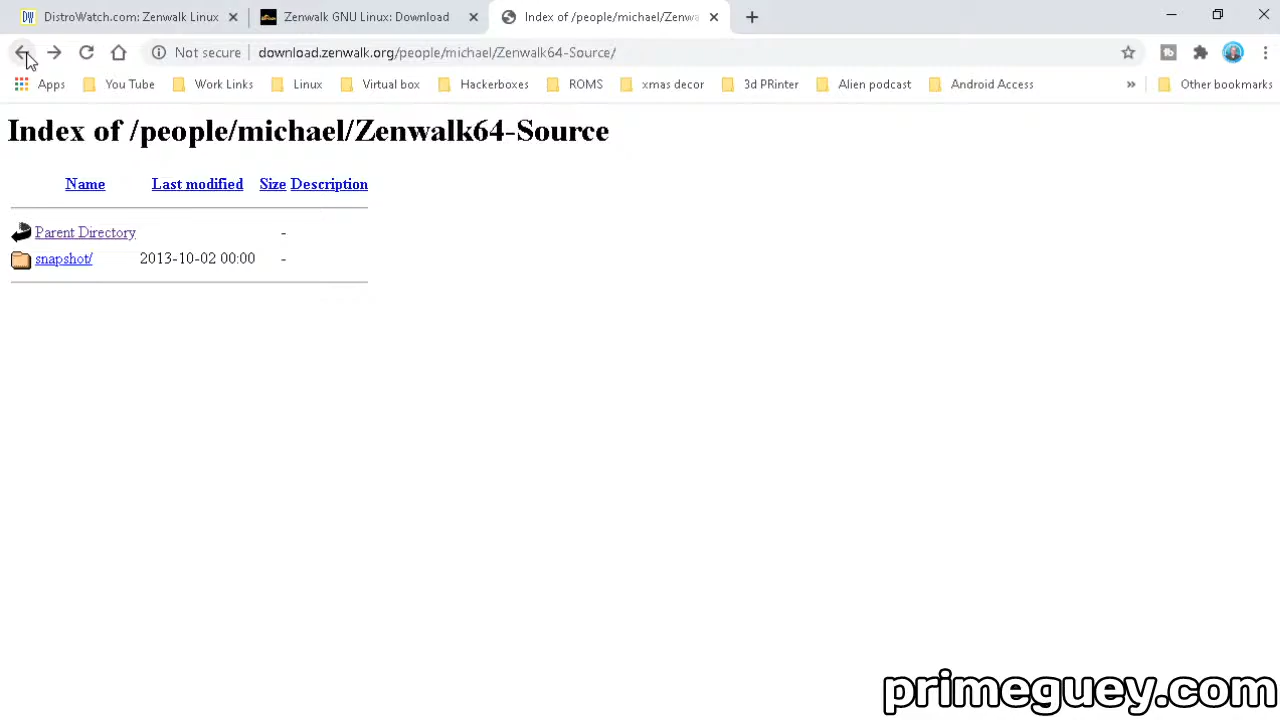 DistroWatch.com: Zenwalk Linux
Zenwalk GNU Linux: Download
Index of /people/michael/Zenwa
Not secure
download.zenwalk.org/people/michael/Zenwalk64-Source/
Apps
You Tube
Work Links
Linux
Virtual box
Hackerboxes
ROMS
xmas decor
3d PRinter
Alien podcast
Android Access
»
Other bookmarks
Index of /people/michael/Zenwalk64-Source
Name Last modified Size Description
Parent Directory -
snapshot/ 2013-10-02 00:00 -
primeguey.com